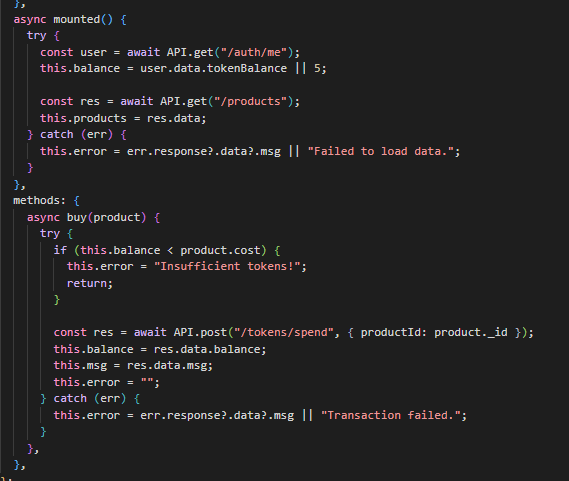 },
async mounted() {
try {
const user = await API.get("/auth/me");
this.balance = user.data.tokenBalance || 5;
const res = await API.get("/products");
this.products = res.data;
} catch (err) {
this.error = err.response?.data?.msg || "Failed to load data.";
}
},
methods: {
async buy(product) {
try {
if (this.balance < product.cost) {
this.error = "Insufficient tokens!";
return;
}
const res = await API.post("/tokens/spend", { productId: product._id });
this.balance = res.data.balance;
this.msg = res.data.msg;
this.error = "";
} catch (err) {
this.error = err.response?.data?.msg || "Transaction failed.";
}
},
},